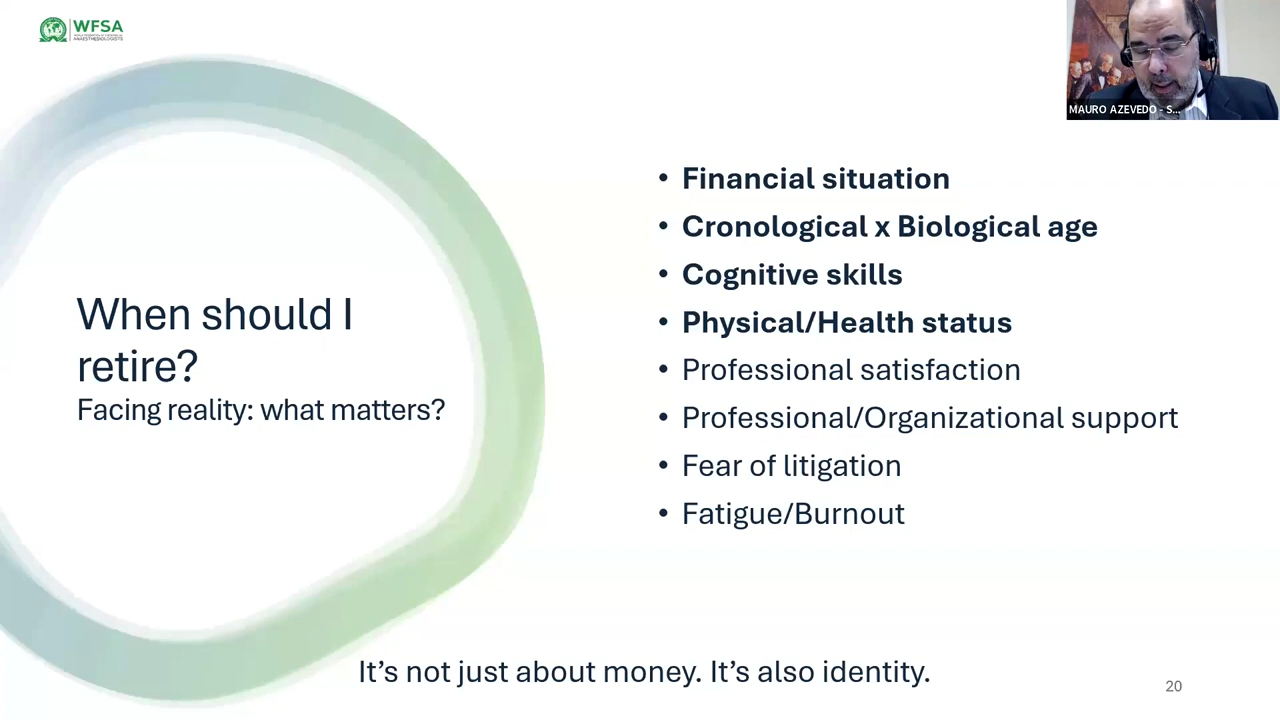 WFSA
WORLD FEDERATION OF SOCIETIES OF
ANAESTHESIOLOGISTS
MAURO AZEVEDO - S...
When should I
retire?
Facing reality: what matters?
• Financial situation
• Cronological x Biological age
• Cognitive skills
• Physical/Health status
• Professional satisfaction
• Professional/Organizational support
• Fear of litigation
• Fatigue/Burnout
It's not just about money. It's also identity.
20